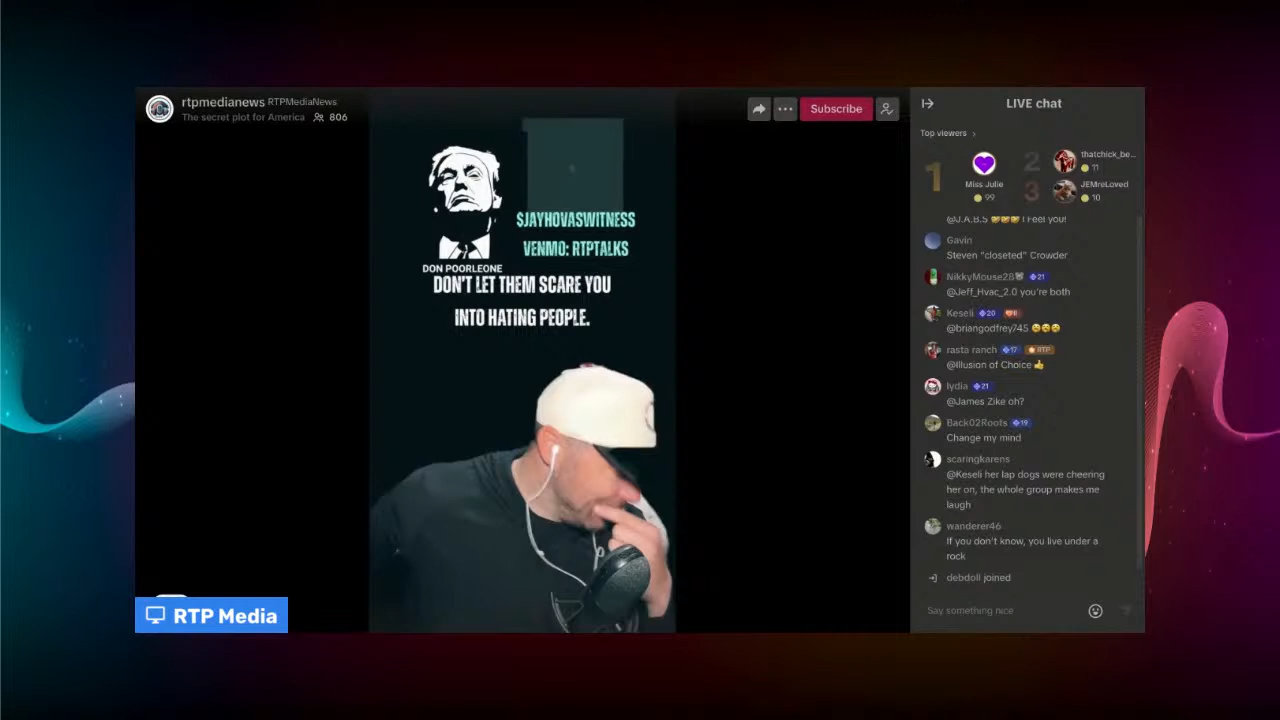 rtpmedianews RTPMediaNews
The secret plot for America 806
Subscribe
$JAYHOVASWITNESS
VENMO: RTPTALKS
DON POORLEONE
DON'T LET THEM SCARE YOU
INTO HATING PEOPLE.
RTP Media
LIVE chat
Top viewers
1
Miss Julie
99
2
thatchick_be...
11
3
JEMreLoved
10
@J.A.B.S I Feel you!
Gavin
Steven "closeted" Crowder
NikkyMouse28 21
@Jeff_Hvac_2.0 you're both
Keseli 20
@briangodfrey745
rasta ranch 17 RTP
@Illusion of Choice
lydia 21
@James Zike oh?
Back02Roots 19
Change my mind
scaringkarens
@Keseli her lap dogs were cheering
her on, the whole group makes me
laugh
wanderer46
If you don't know, you live under a
rock
debdoll joined
Say something nice